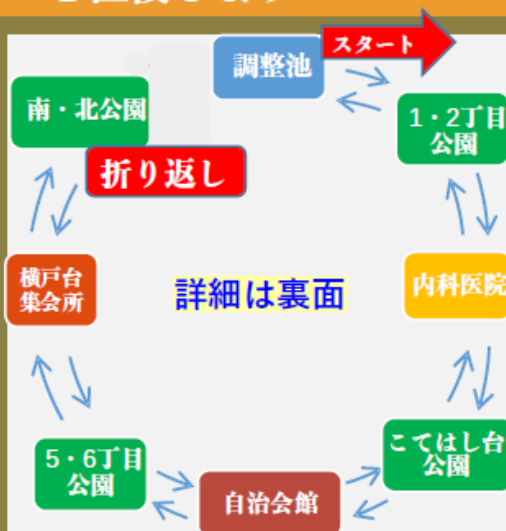 スタート
調整池
南・北公園
1・2丁目
公園
折り返し
横戸台
集会所
詳細は裏面
内科医院
5・6丁目
公園
こてはし台
公園
自治会館